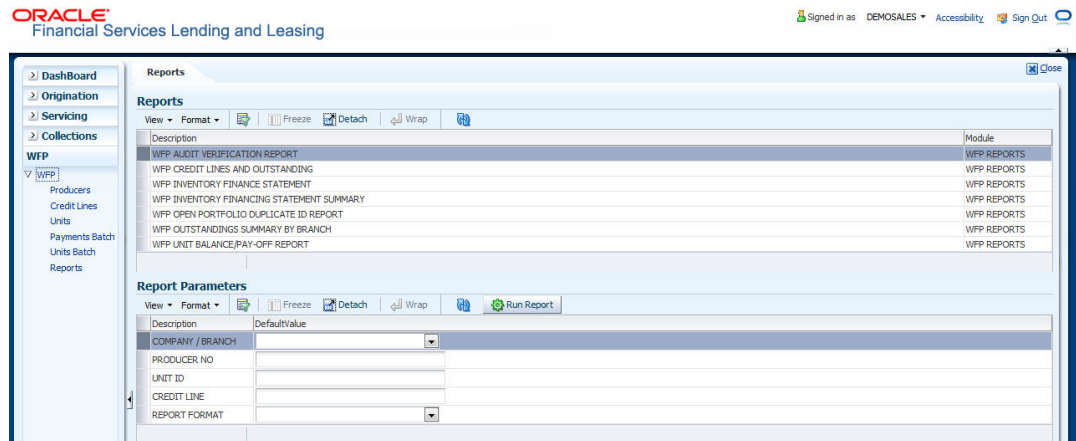 ORACLE
Financial Services Lending and Leasing
Signed in as DEMOSALES Accessibility Sign Out
Close
DashBoard
Origination
Servicing
Collections
WFP
WFP
Producers
Credit Lines
Units
Payments Batch
Units Batch
Reports
Reports
Reports
View Format Freeze Detach Wrap
Description Module
WFP AUDIT VERIFICATION REPORT WFP REPORTS
WFP CREDIT LINES AND OUTSTANDING WFP REPORTS
WFP INVENTORY FINANCE STATEMENT WFP REPORTS
WFP INVENTORY FINANCING STATEMENT SUMMARY WFP REPORTS
WFP OPEN PORTFOLIO DUPLICATE ID REPORT WFP REPORTS
WFP OUTSTANDINGS SUMMARY BY BRANCH WFP REPORTS
WFP UNIT BALANCE/PAY-OFF REPORT WFP REPORTS
Report Parameters
View Format Freeze Detach Wrap Run Report
Description DefaultValue
COMPANY / BRANCH
PRODUCER NO
UNIT ID
CREDIT LINE
REPORT FORMAT